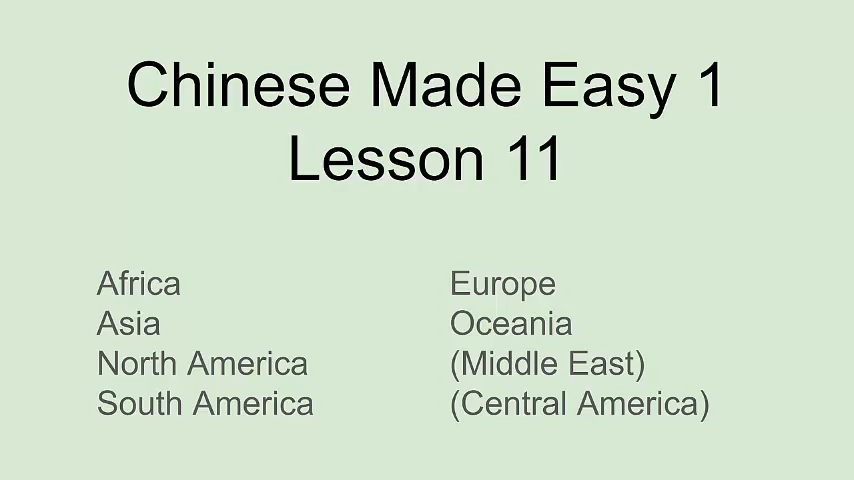 Chinese Made Easy 1
Lesson 11
Africa
Asia
North America
South America
Europe
Oceania
(Middle East)
(Central America)